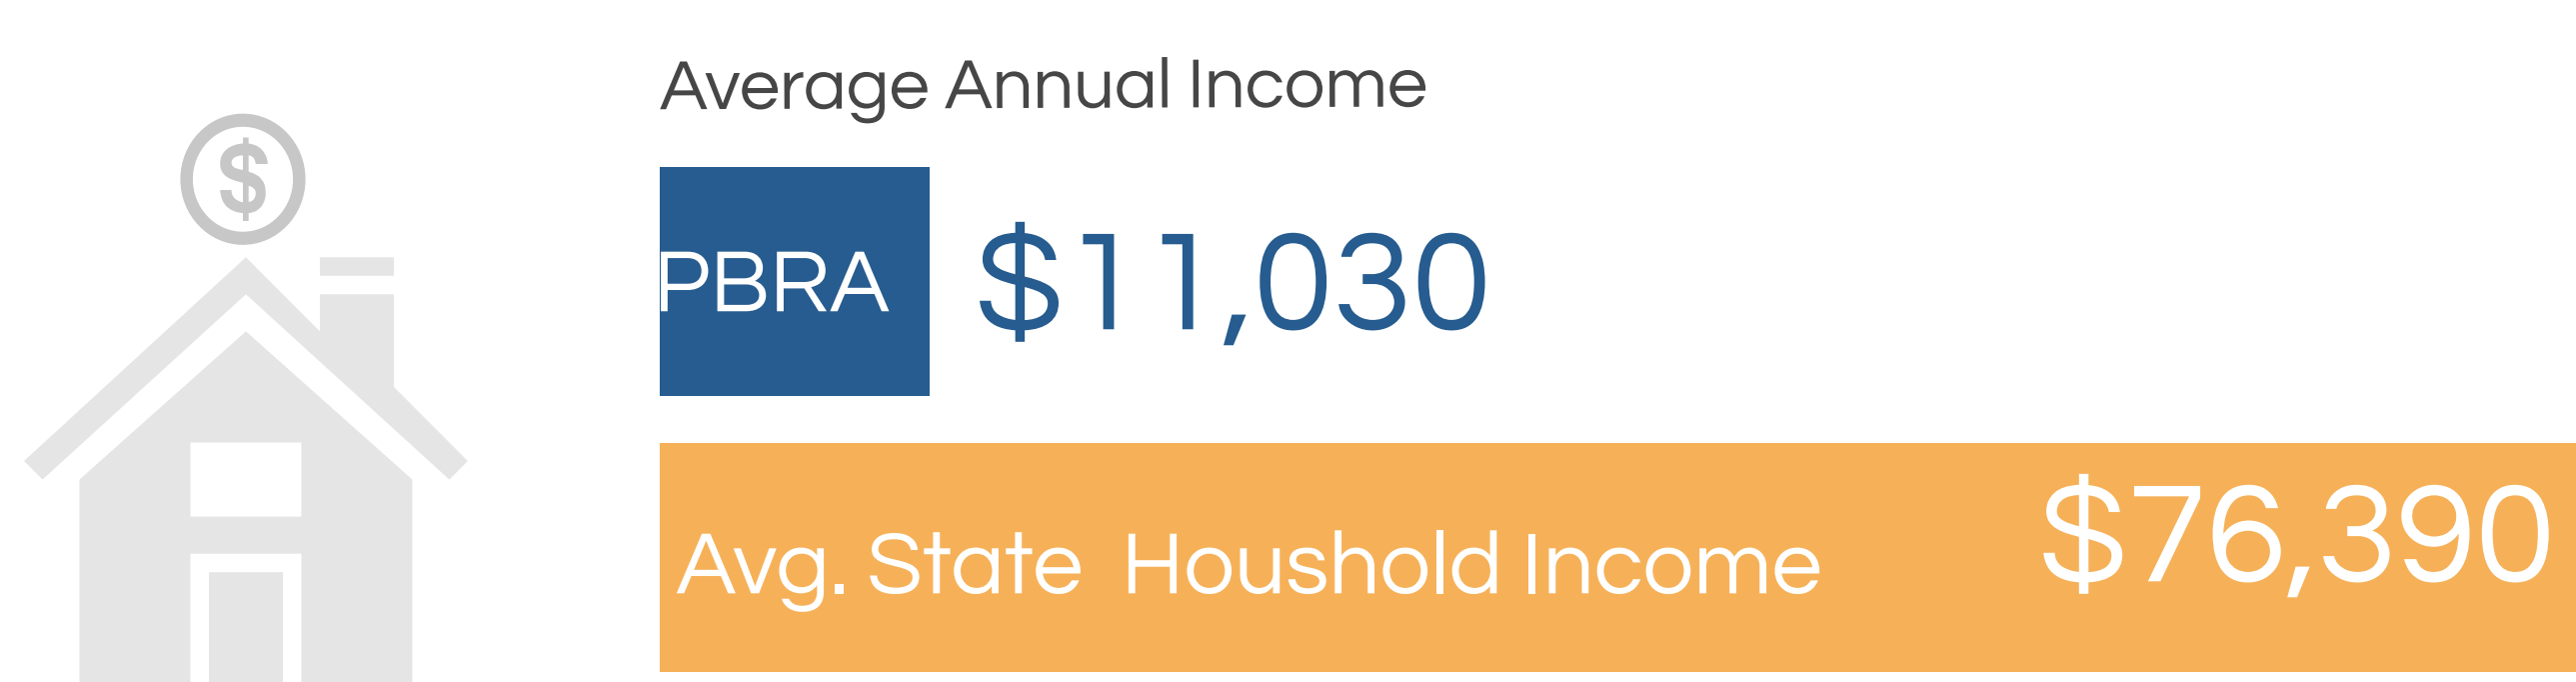 $
Average Annual Income
PBRA $11,030
Avg. State Houshold Income $76,390